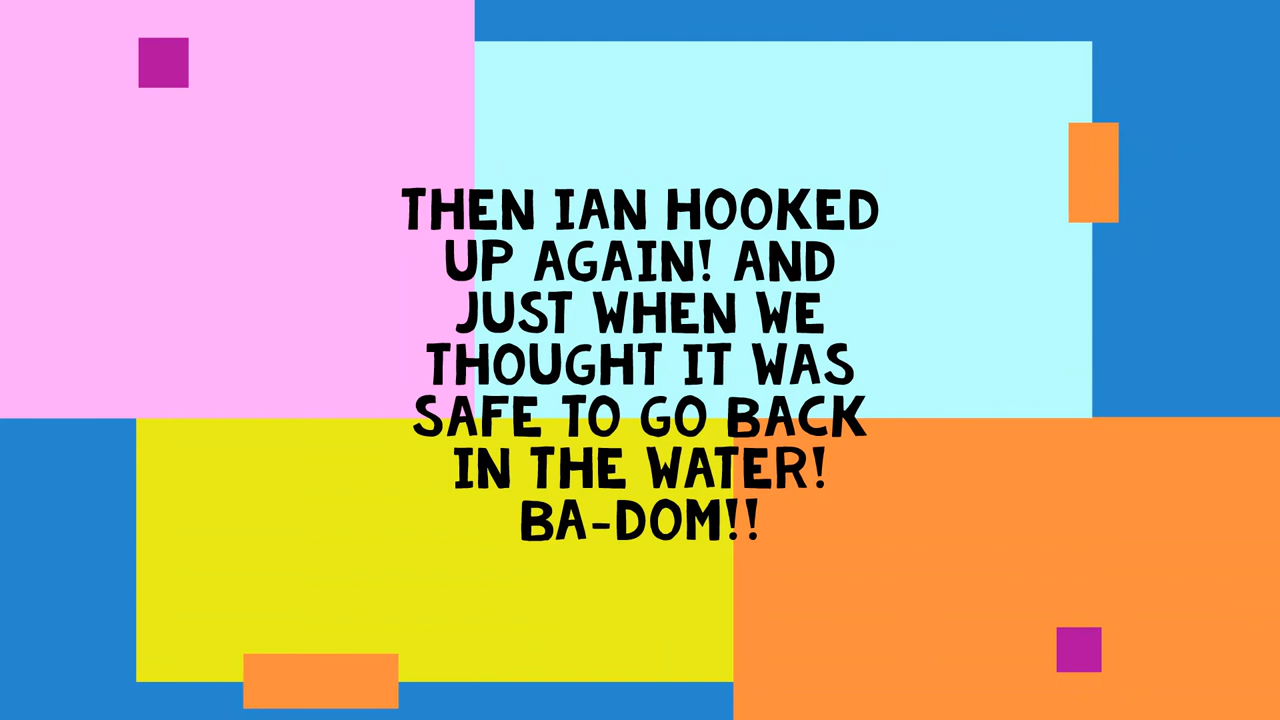 THEN IAN HOOKED
UP AGAIN! AND
JUST WHEN WE
THOUGHT IT WAS
SAFE TO GO BACK
IN THE WATER!
BA-DOM!!